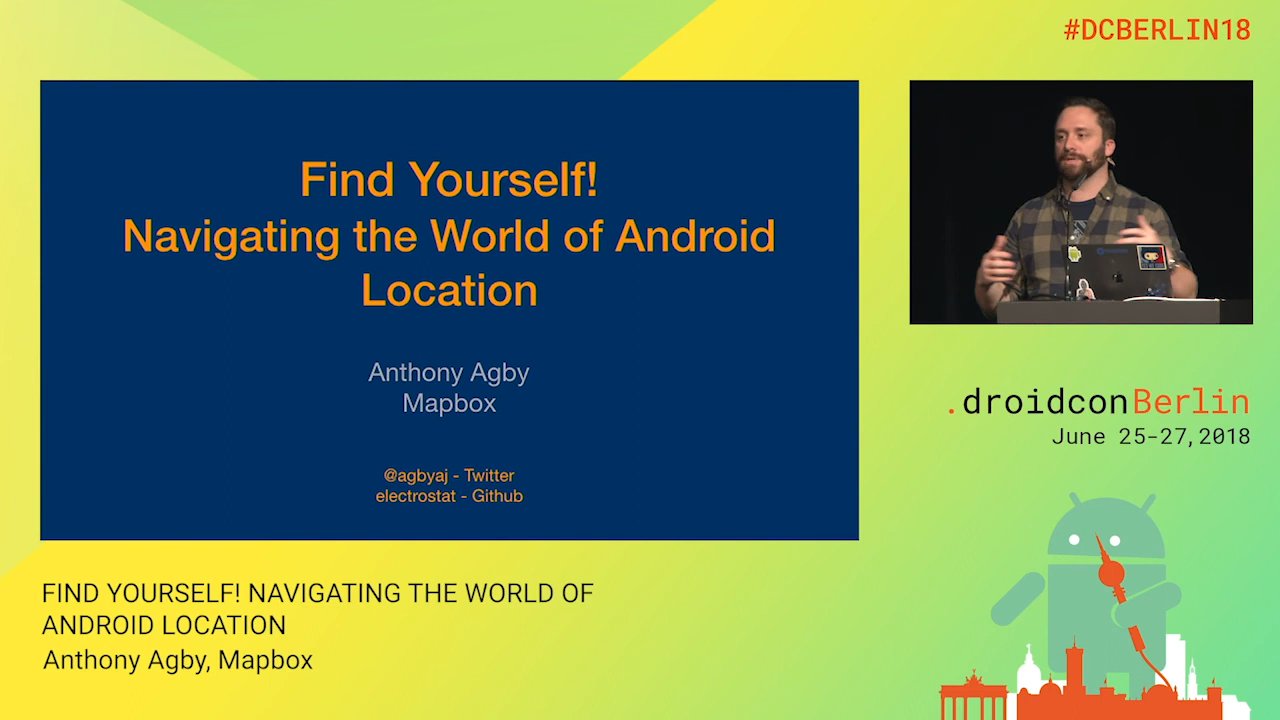 #DCBERLIN18
Find Yourself!
Navigating the World of Android
Location
Anthony Agby
Mapbox
@agbyaj - Twitter
electrostat - Github
.droidconBerlin
June 25-27, 2018
FIND YOURSELF! NAVIGATING THE WORLD OF
ANDROID LOCATION
Anthony Agby, Mapbox